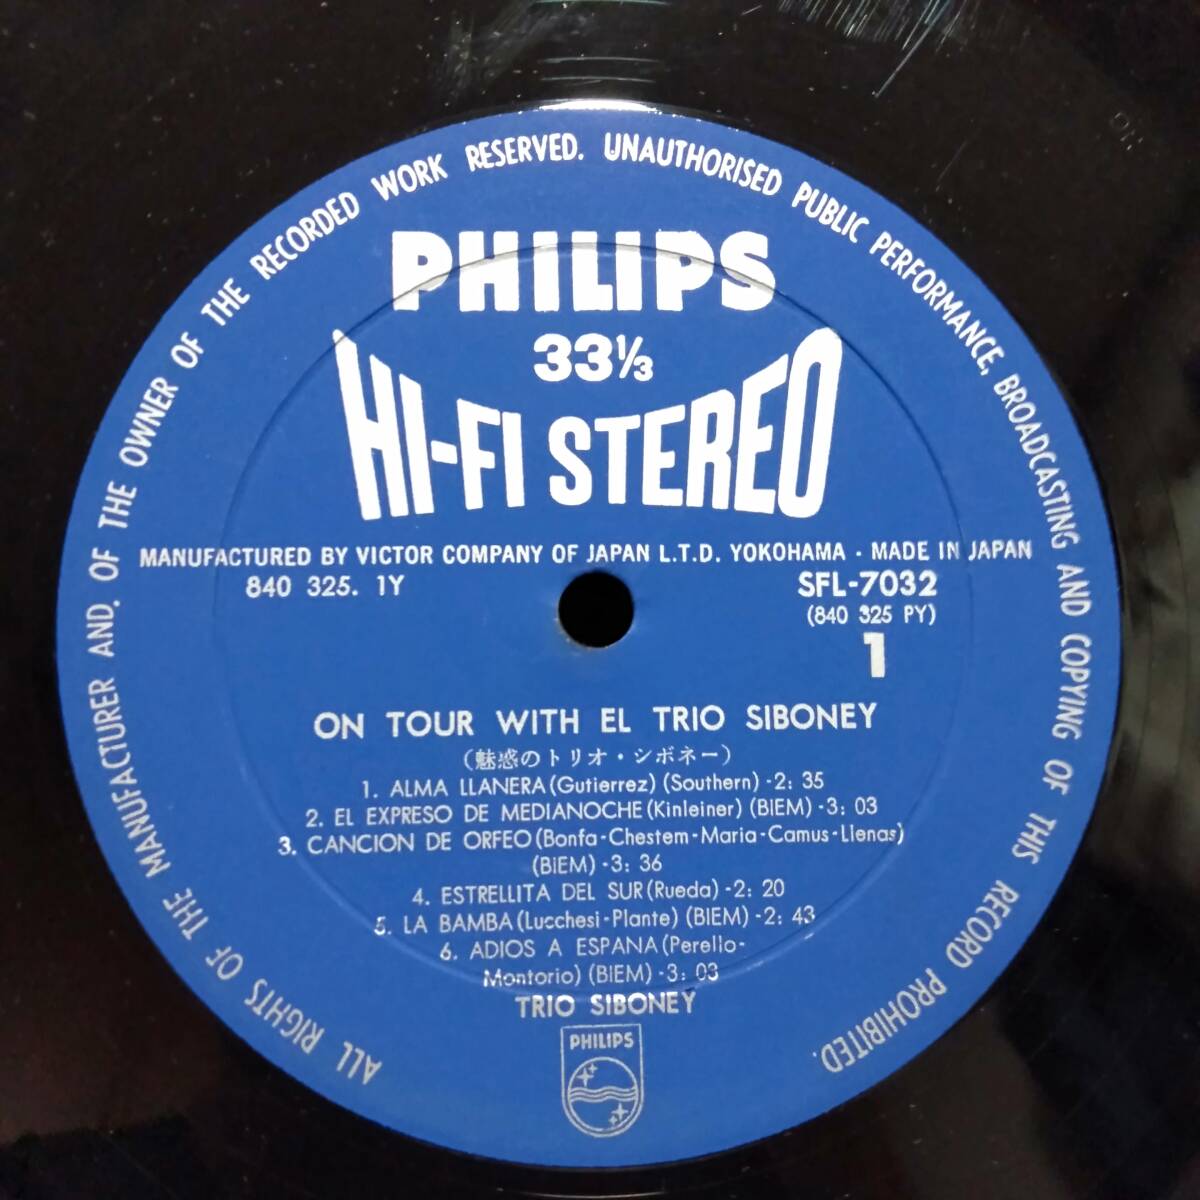 ALL RIGHTS OF THE MANUFACTURER AND, OF THE OWNER OF THE RECORDED WORK RESERVED. UNAUTHORISED PUBLIC PERFORMANCE, BROADCASTING AND COPYING OF THIS RECORD PROHIBITED.
PHILIPS
33⅓
HI-FI STEREO
MANUFACTURED BY VICTOR COMPANY OF JAPAN L.T.D. YOKOHAMA · MADE IN JAPAN
840 325. 1Y
SFL-7032
(840 325 PY)
1
ON TOUR WITH EL TRIO SIBONEY
(魅惑のトリオ・シボネー)
1. ALMA LLANERA (Gutierrez) (Southern) -2: 35
2. EL EXPRESO DE MEDIANOCHE (Kinleiner) (BIEM) -3: 03
3. CANCION DE ORFEO (Bonfa-Chestem-Maria-Camus-Llenas)
(BIEM) -3: 36
4. ESTRELLITA DEL SUR (Rueda) -2: 20
5. LA BAMBA (Lucchesi-Plante) (BIEM) -2: 43
6. ADIOS A ESPANA (Perello-
Montorio) (BIEM) -3: 03
TRIO SIBONEY
PHILIPS